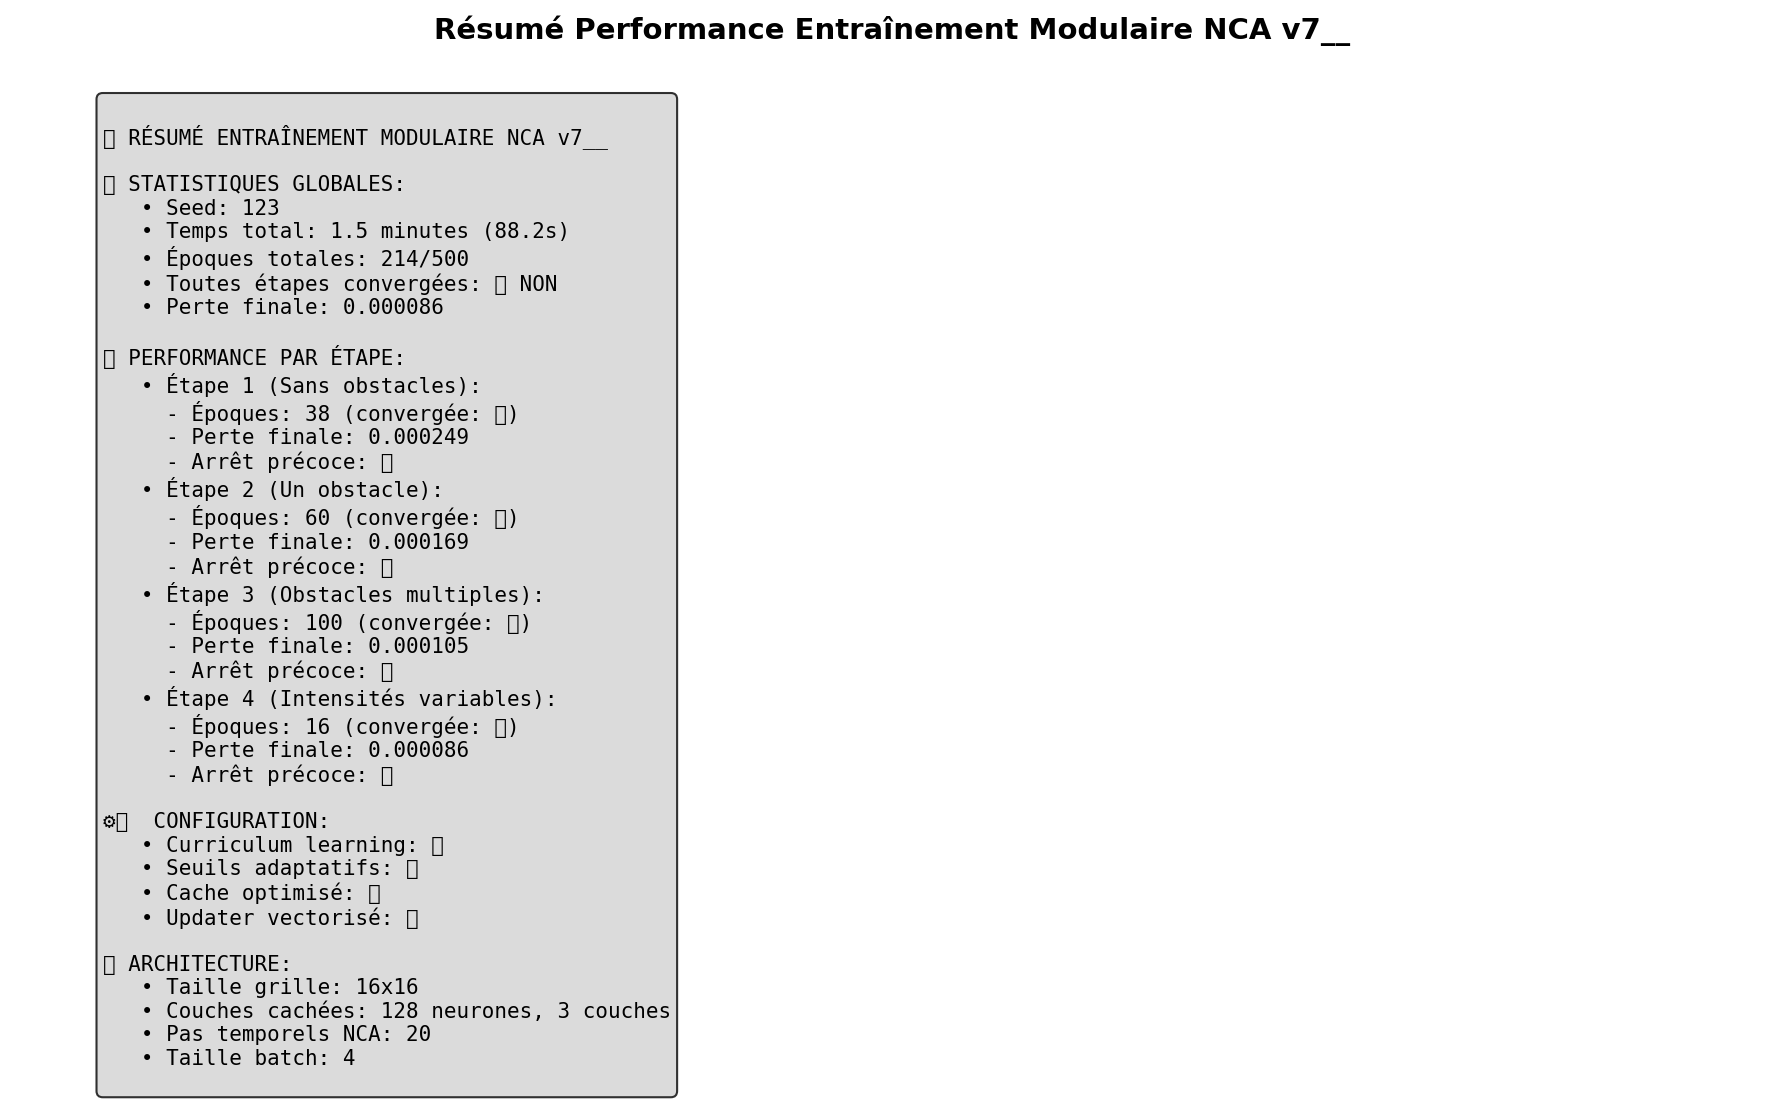 Résumé Performance Entraînement Modulaire NCA v7__
▯ RÉSUMÉ ENTRAÎNEMENT MODULAIRE NCA v7__
▯ STATISTIQUES GLOBALES:
• Seed: 123
• Temps total: 1.5 minutes (88.2s)
• Époques totales: 214/500
• Toutes étapes convergées: ▯ NON
• Perte finale: 0.000086
▯ PERFORMANCE PAR ÉTAPE:
• Étape 1 (Sans obstacles):
- Époques: 38 (convergée: ▯)
- Perte finale: 0.000249
- Arrêt précoce: ▯
• Étape 2 (Un obstacle):
- Époques: 60 (convergée: ▯)
- Perte finale: 0.000169
- Arrêt précoce: ▯
• Étape 3 (Obstacles multiples):
- Époques: 100 (convergée: ▯)
- Perte finale: 0.000105
- Arrêt précoce: ▯
• Étape 4 (Intensités variables):
- Époques: 16 (convergée: ▯)
- Perte finale: 0.000086
- Arrêt précoce: ▯
⚙▯ CONFIGURATION:
• Curriculum learning: ▯
• Seuils adaptatifs: ▯
• Cache optimisé: ▯
• Updater vectorisé: ▯
▯ ARCHITECTURE:
• Taille grille: 16x16
• Couches cachées: 128 neurones, 3 couches
• Pas temporels NCA: 20
• Taille batch: 4